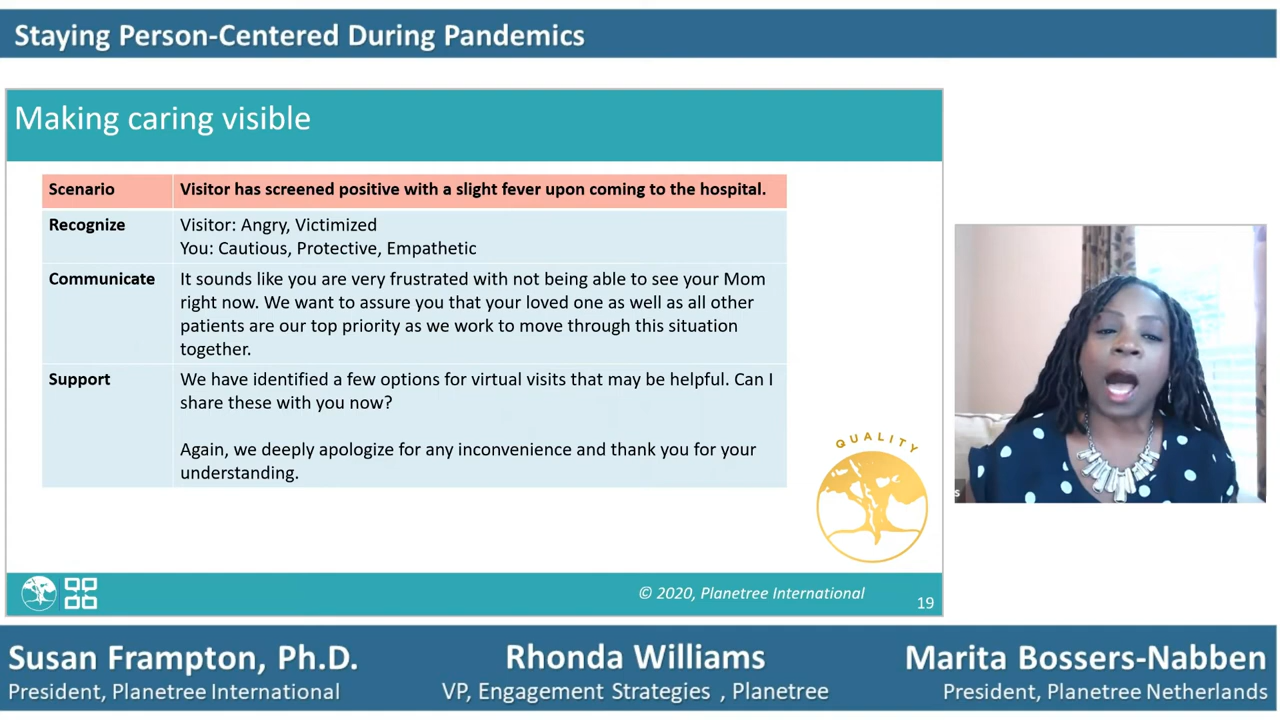 Staying Person-Centered During Pandemics
Making caring visible
Scenario
Visitor has screened positive with a slight fever upon coming to the hospital.
Recognize
Visitor: Angry, Victimized
You: Cautious, Protective, Empathetic
Communicate
It sounds like you are very frustrated with not being able to see your Mom
right now. We want to assure you that your loved one as well as all other
patients are our top priority as we work to move through this situation
together.
Support
We have identified a few options for virtual visits that may be helpful. Can I
share these with you now?
Again, we deeply apologize for any inconvenience and thank you for your
understanding.
QUALITY
© 2020, Planetree International
19
Susan Frampton, Ph.D.
President, Planetree International
Rhonda Williams
VP, Engagement Strategies , Planetree
Marita Bossers-Nabben
President, Planetree Netherlands